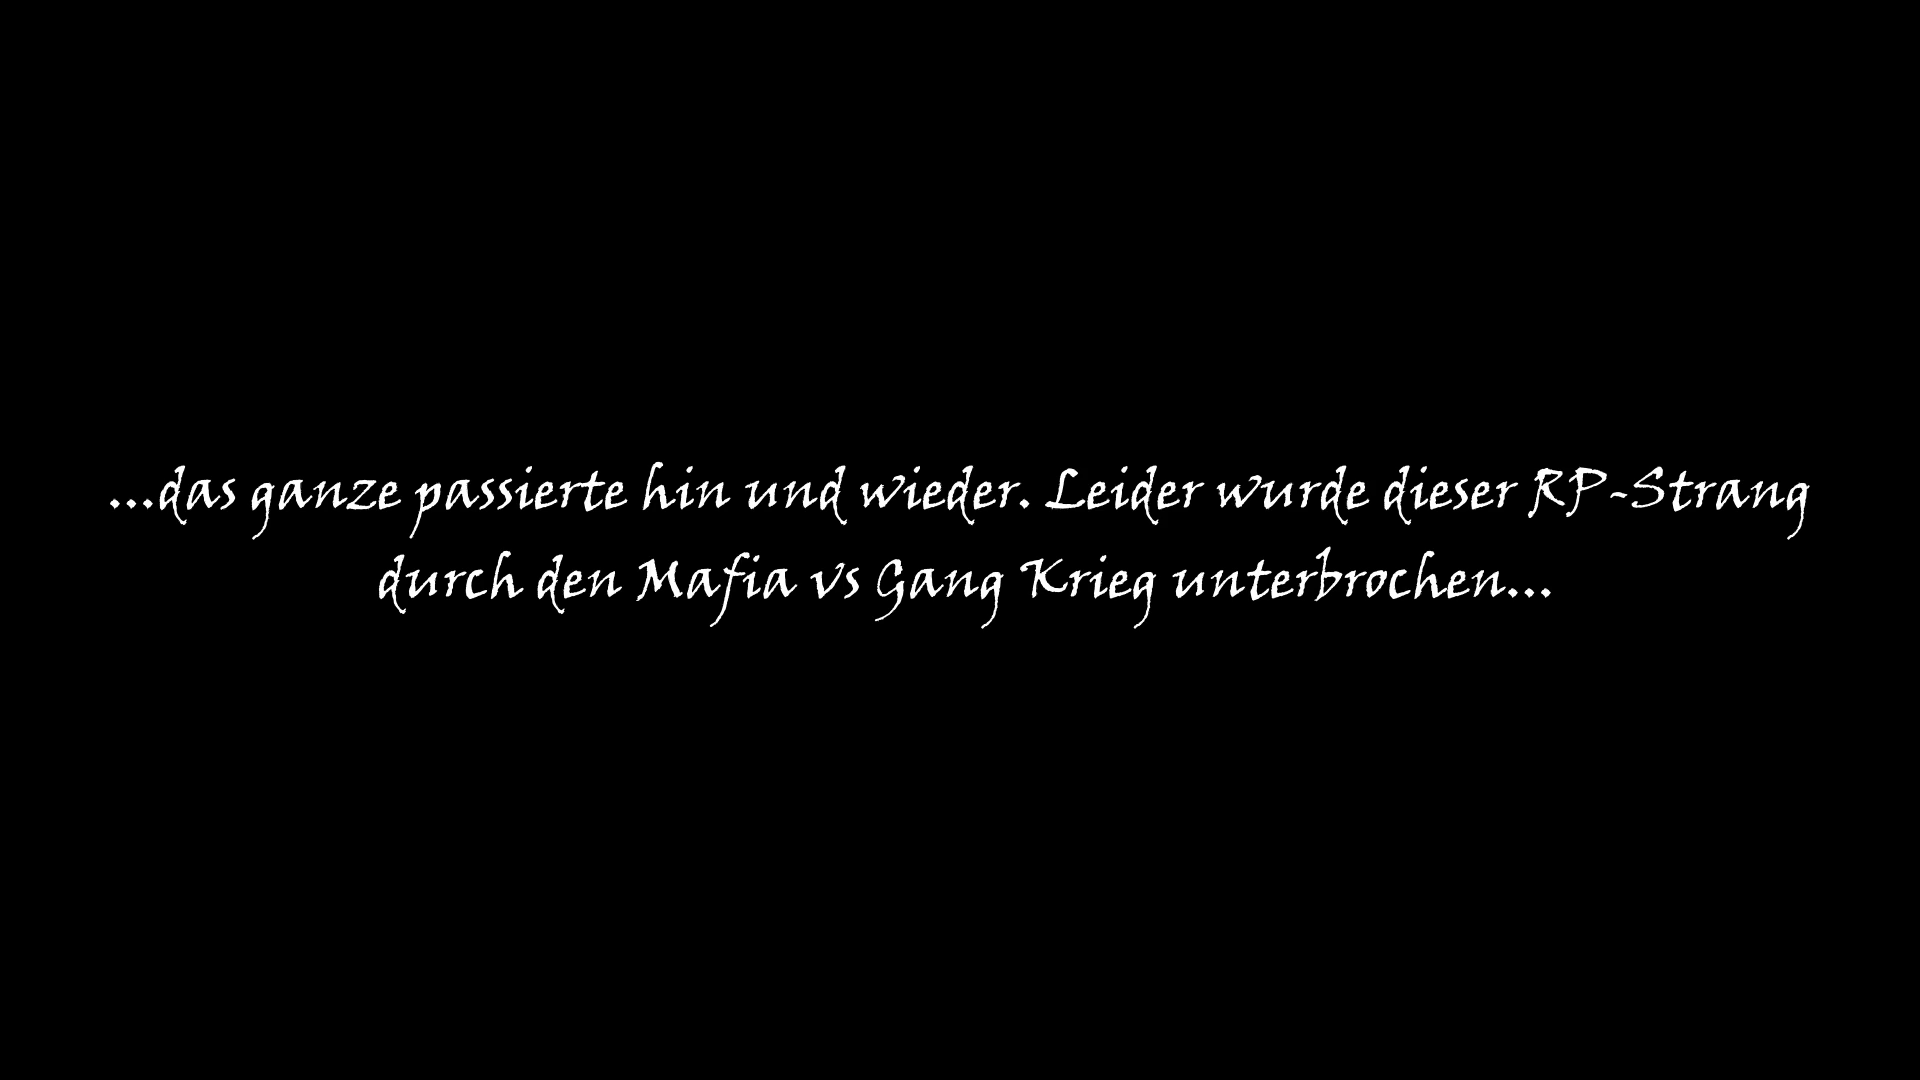 ...das ganze passierte hin und wieder. Leider wurde dieser RP-Strang
durch den Mafia vs Gang Krieg unterbrochen...